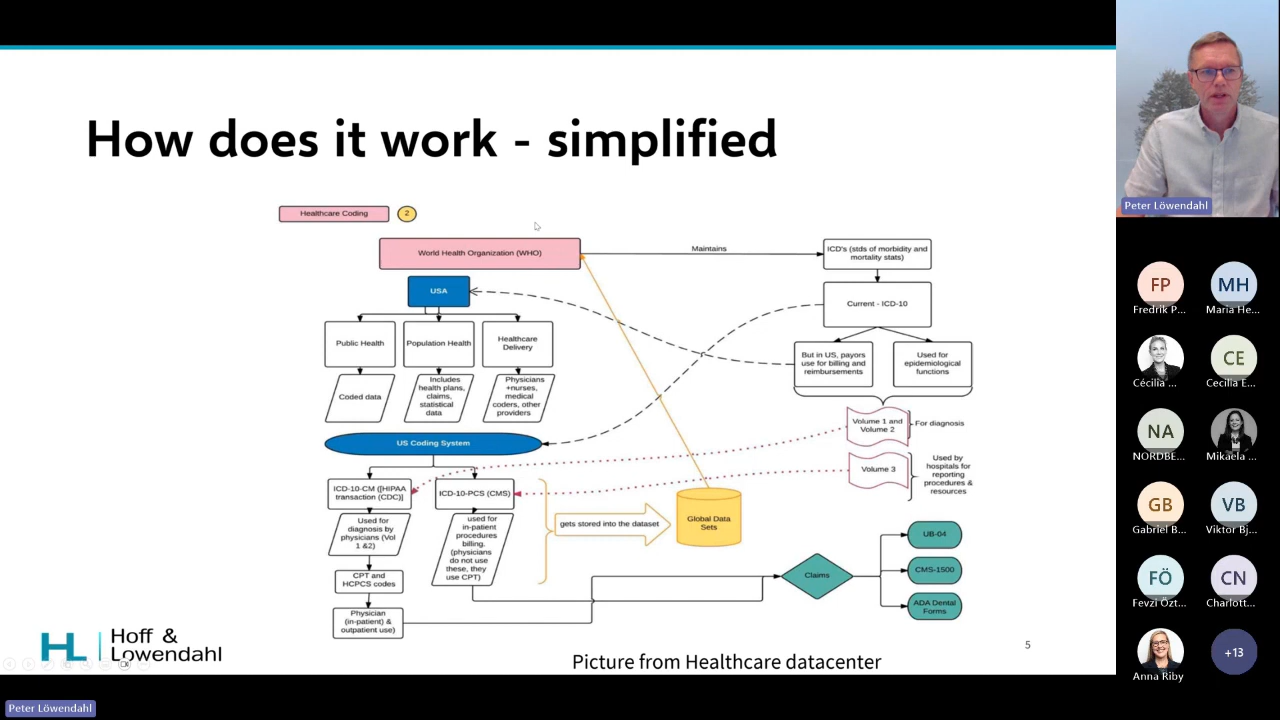 How does it work - simplified
Healthcare Coding
2
World Health Organization (WHO)
Maintains
ICD's (stds of morbidity and
mortality stats)
USA
Current - ICD-10
Public Health
Population Health
Healthcare
Delivery
But in US, payors
use for billing and
reimbursements
Used for
epidemiological
functions
Coded data
Includes
health plans,
claims,
statistical
data
Physicians
+nurses,
medical
coders, other
providers
Volume 1 and
Volume 2
For diagnosis
US Coding System
Volume 3
Used by
hospitals for
reporting
procedures &
resources
ICD-10-CM ([HIPAA
transaction (CDC)]
ICD-10-PCS (CMS)
gets stored into the dataset
Global Data
Sets
Used for
diagnosis by
physicians (Vol
1 &2)
used for
in-patient
procedures
billing.
(physicians
do not use
these, they
use CPT)
CPT and
HCPCS codes
Physician
(in-patient) &
outpatient use)
Claims
UB-04
CMS-1500
ADA Dental
Forms
HL
Hoff &
Löwendahl
5
Picture from Healthcare datacenter
Peter Löwendahl
Peter Löwendahl
FP
Fredrik P...
MH
Maria He...
Cécilia ...
CE
Cecilia E...
NA
NORDBE...
Mikaela ...
GB
Gabriel B...
VB
Viktor Bj...
FÖ
Fevzi Özt...
CN
Charlott...
Anna Riby
+13